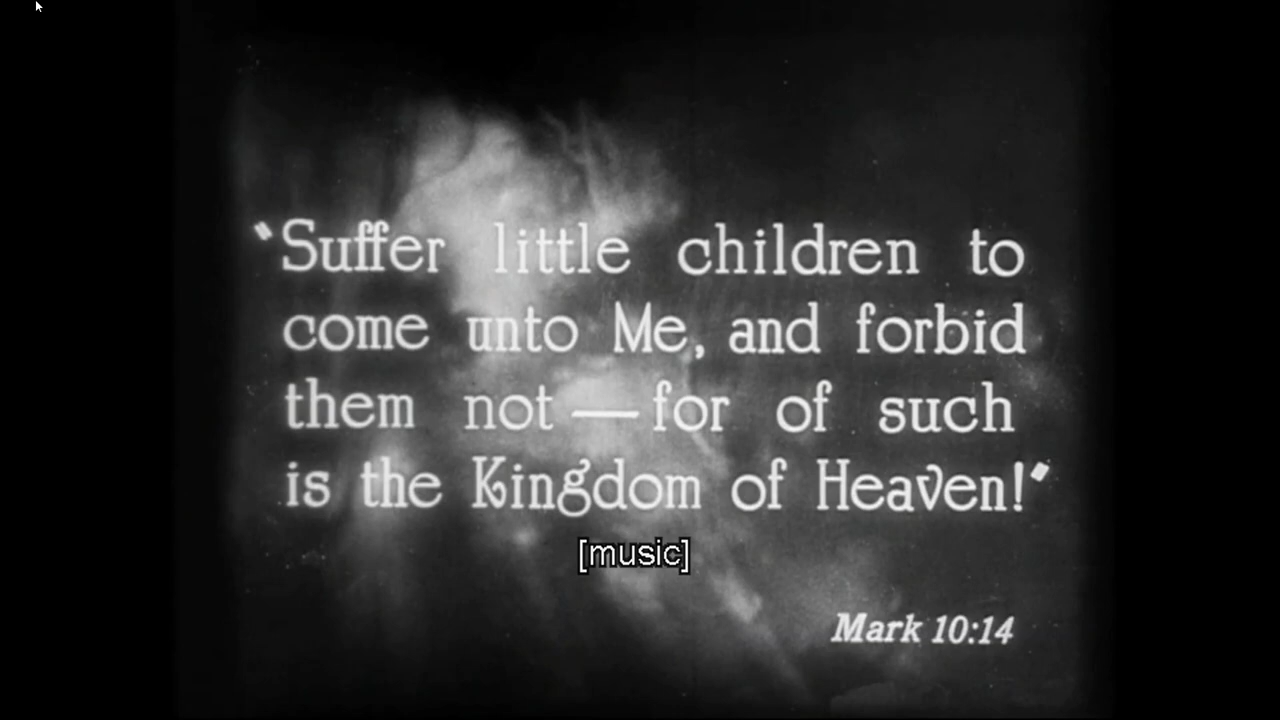 "Suffer little children to
come unto Me, and forbid
them not — for of such
is the Kingdom of Heaven!"
[music]
Mark 10:14